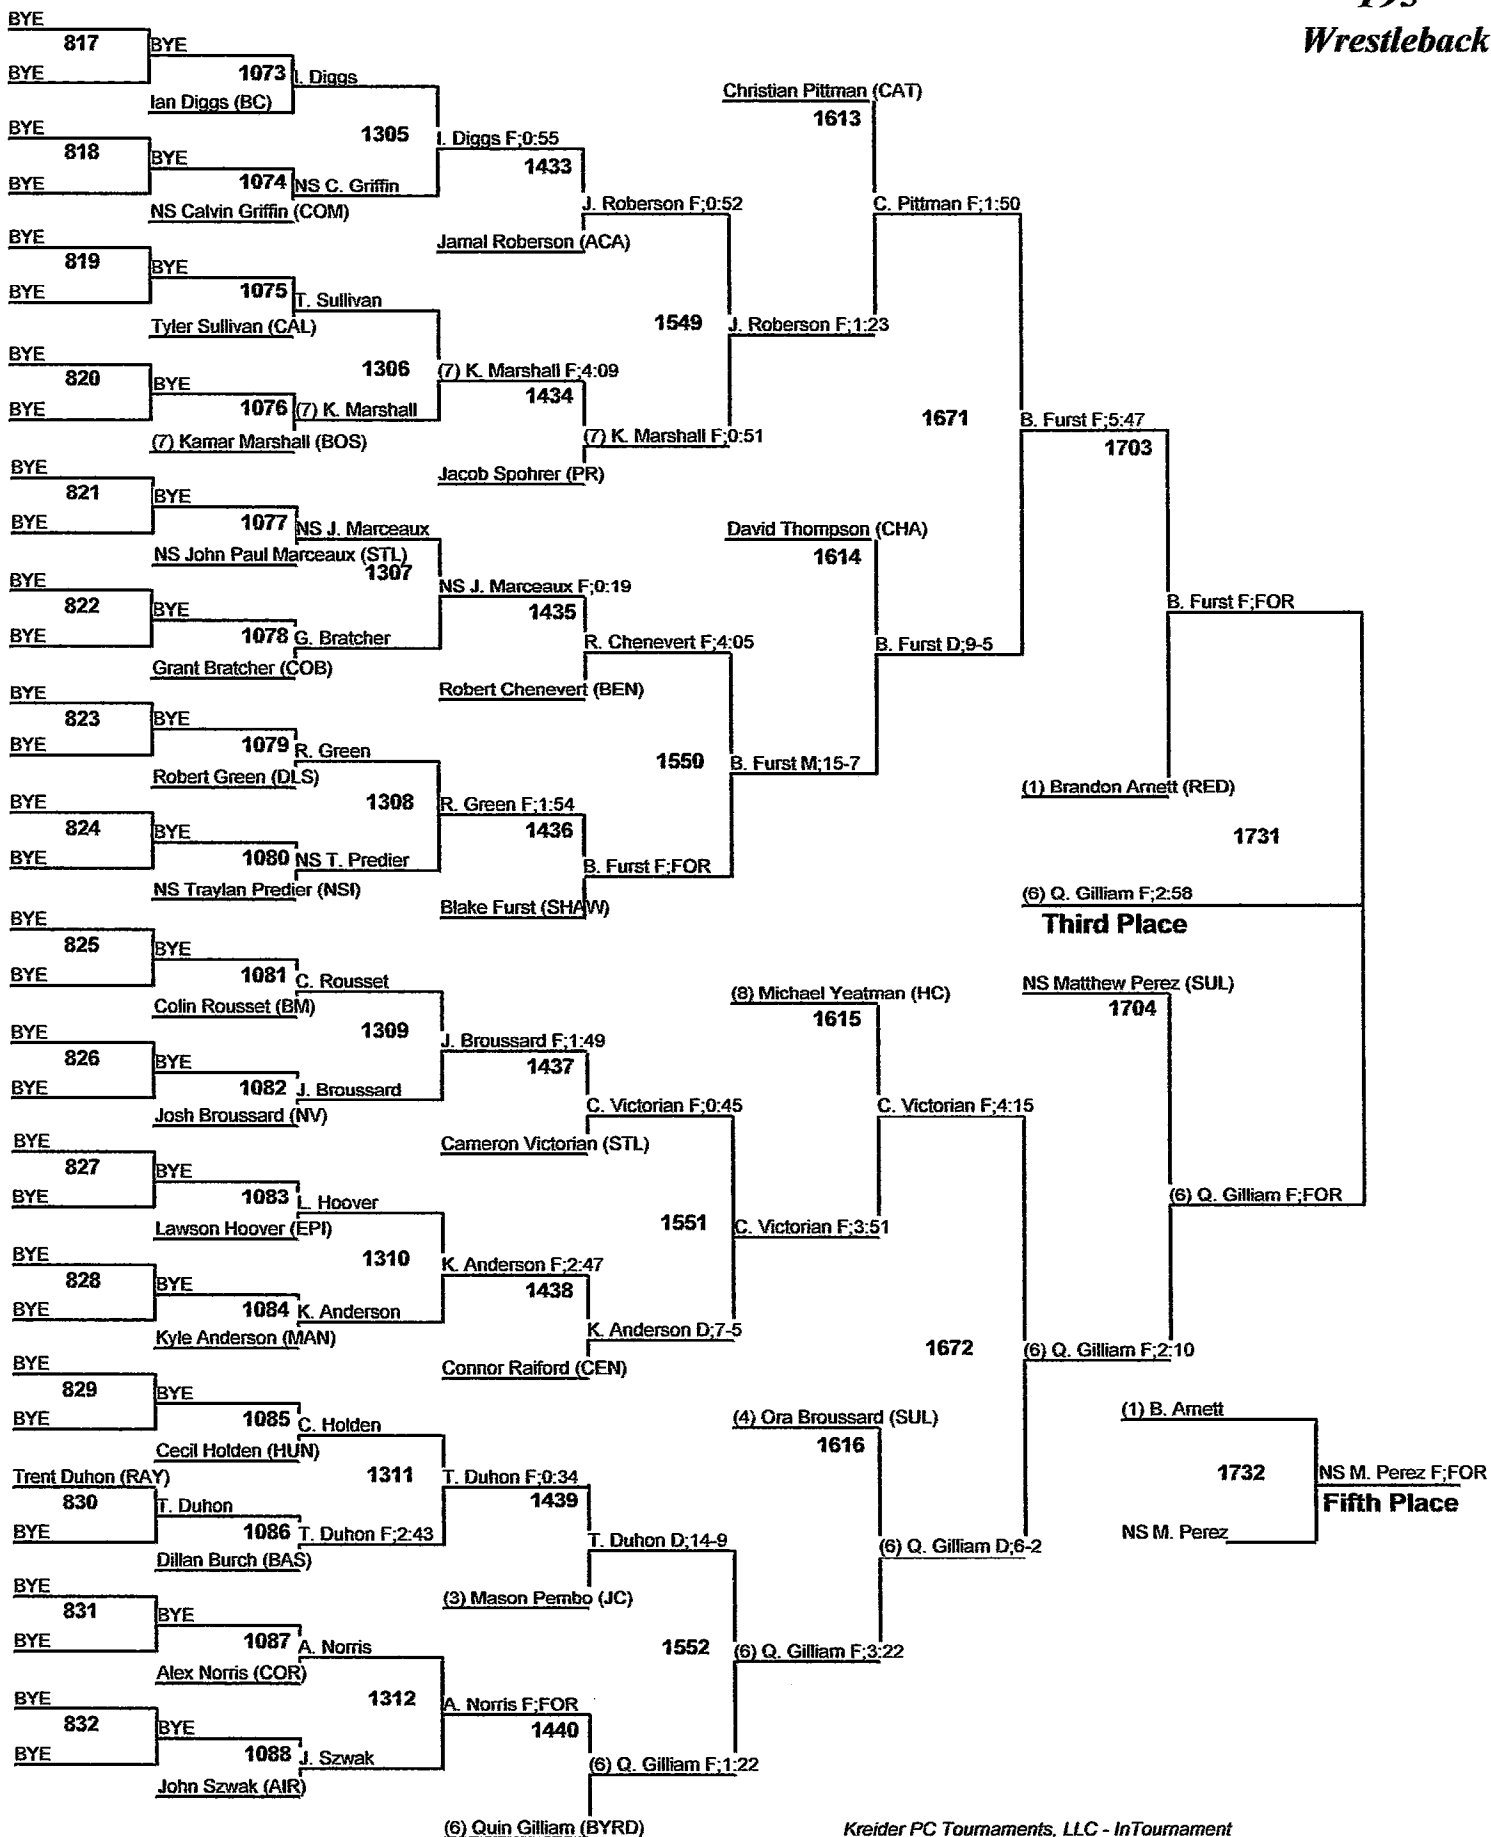 Wrestleback
BYE
817
BYE
BYE
1073
I. Diggs
Ian Diggs (BC)
Christian Pittman (CAT)
1613
BYE
818
BYE
BYE
1074
NS C. Griffin
NS Calvin Griffin (COM)
1305
I. Diggs F;0:55
1433
J. Roberson F;0:52
Jamal Roberson (ACA)
C. Pittman F;1:50
BYE
819
BYE
BYE
1075
T. Sullivan
Tyler Sullivan (CAL)
1549
J. Roberson F;1:23
BYE
820
BYE
BYE
1076
(7) K. Marshall
(7) Kamar Marshall (BOS)
1306
(7) K. Marshall F;4:09
1434
(7) K. Marshall F;0:51
Jacob Spohrer (PR)
1671
B. Furst F;5:47
1703
BYE
821
BYE
BYE
1077
NS J. Marceaux
NS John Paul Marceaux (STL)
1307
David Thompson (CHA)
1614
BYE
822
BYE
BYE
1078
G. Bratcher
Grant Bratcher (COB)
NS J. Marceaux F;0:19
1435
R. Chenevert F;4:05
Robert Chenevert (BEN)
B. Furst D;9-5
B. Furst F;FOR
BYE
823
BYE
BYE
1079
R. Green
Robert Green (DLS)
1550
B. Furst M;15-7
(1) Brandon Arnett (RED)
BYE
824
BYE
BYE
1080
NS T. Predier
NS Traylan Predier (NSI)
1308
R. Green F;1:54
1436
B. Furst F;FOR
Blake Furst (SHAW)
1731
(6) Q. Gilliam F;2:58
Third Place
BYE
825
BYE
BYE
1081
C. Rousset
Colin Rousset (BM)
(8) Michael Yeatman (HC)
1615
NS Matthew Perez (SUL)
1704
BYE
826
BYE
BYE
1082
J. Broussard
Josh Broussard (NV)
1309
J. Broussard F;1:49
1437
C. Victorian F;0:45
Cameron Victorian (STL)
C. Victorian F;4:15
BYE
827
BYE
BYE
1083
L. Hoover
Lawson Hoover (EPI)
1551
C. Victorian F;3:51
(6) Q. Gilliam F;FOR
BYE
828
BYE
BYE
1084
K. Anderson
Kyle Anderson (MAN)
1310
K. Anderson F;2:47
1438
K. Anderson D;7-5
Connor Raiford (CEN)
1672
(6) Q. Gilliam F;2:10
BYE
829
BYE
BYE
1085
C. Holden
Cecil Holden (HUN)
(4) Ora Broussard (SUL)
1616
(1) B. Arnett
Trent Duhon (RAY)
830
BYE
T. Duhon
1086
T. Duhon F;2:43
Dillan Burch (BAS)
1311
T. Duhon F;0:34
1439
T. Duhon D;14-9
(3) Mason Pembo (JC)
(6) Q. Gilliam D;6-2
1732
NS M. Perez F;FOR
Fifth Place
NS M. Perez
BYE
831
BYE
BYE
1087
A. Norris
Alex Norris (COR)
1552
(6) Q. Gilliam F;3:22
BYE
832
BYE
BYE
1088
J. Szwak
John Szwak (AIR)
1312
A. Norris F;FOR
1440
(6) Q. Gilliam F;1:22
(6) Quin Gilliam (BYRD)
Kreider PC Tournaments, LLC - InTournament